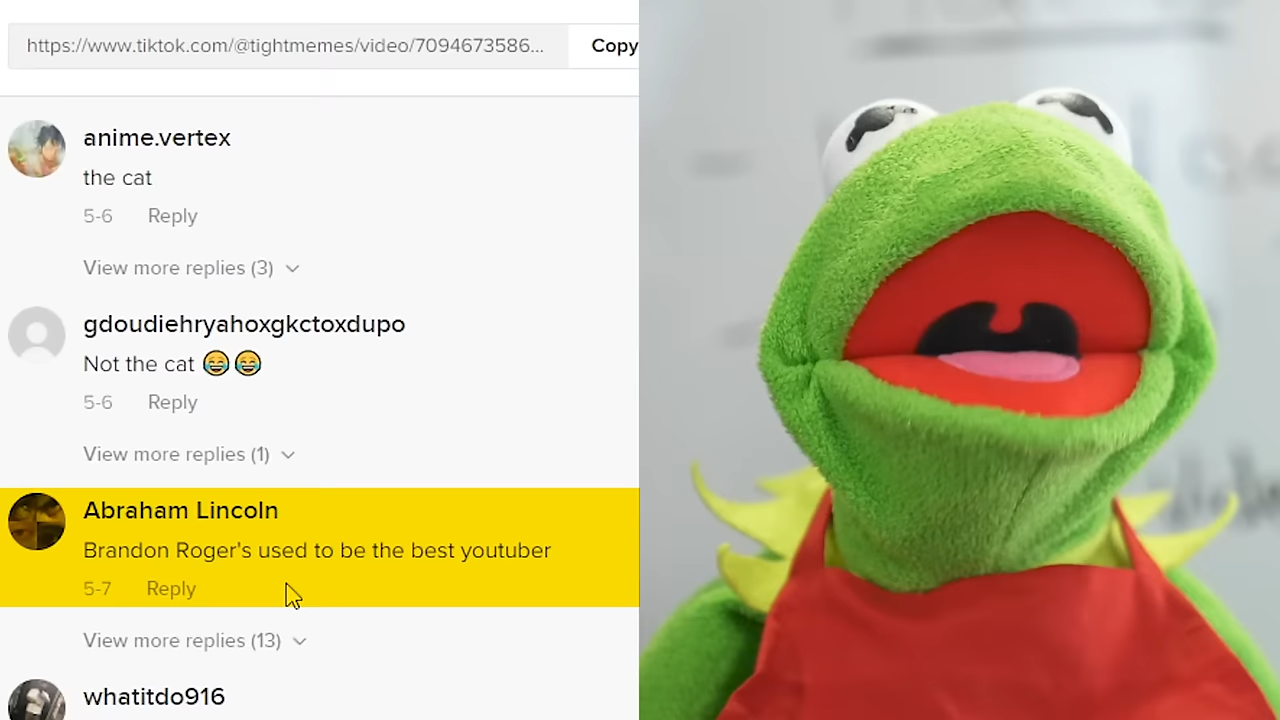 https://www.tiktok.com/@tightmemes/video/7094673586... Copy
anime.vertex
the cat
5-6 Reply
View more replies (3)
gdoudiehryahoxgkctoxdupo
Not the cat 😂😂
5-6 Reply
View more replies (1)
Abraham Lincoln
Brandon Roger's used to be the best youtuber
5-7 Reply
View more replies (13)
whatitdo916